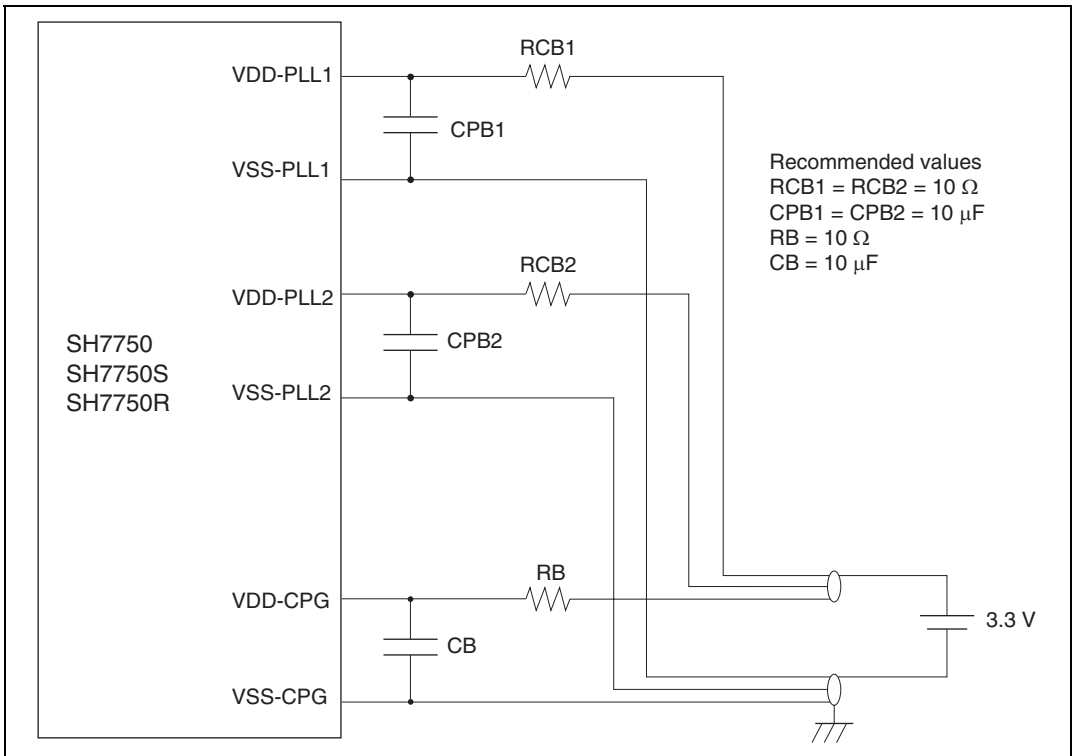 RCB1
VDD-PLL1
CPB1
VSS-PLL1
Recommended values
RCB1 = RCB2 = 10 Ω
CPB1 = CPB2 = 10 μF
RB = 10 Ω
CB = 10 μF
RCB2
VDD-PLL2
CPB2
SH7750
SH7750S
SH7750R
VSS-PLL2
RB
VDD-CPG
3.3 V
CB
VSS-CPG